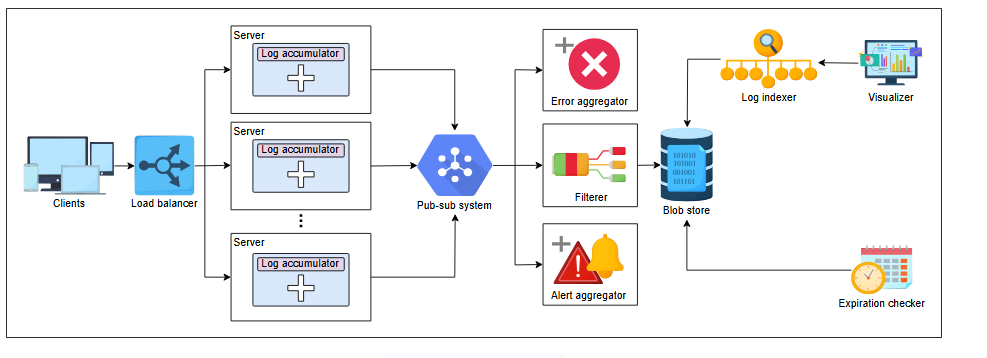 Server
Log accumulator
Error aggregator
Log indexer
Visualizer
Clients
Load balancer
Server
Log accumulator
Pub-sub system
Filterer
101010
101001
001001
101101
Blob store
Server
Log accumulator
Alert aggregator
Expiration checker